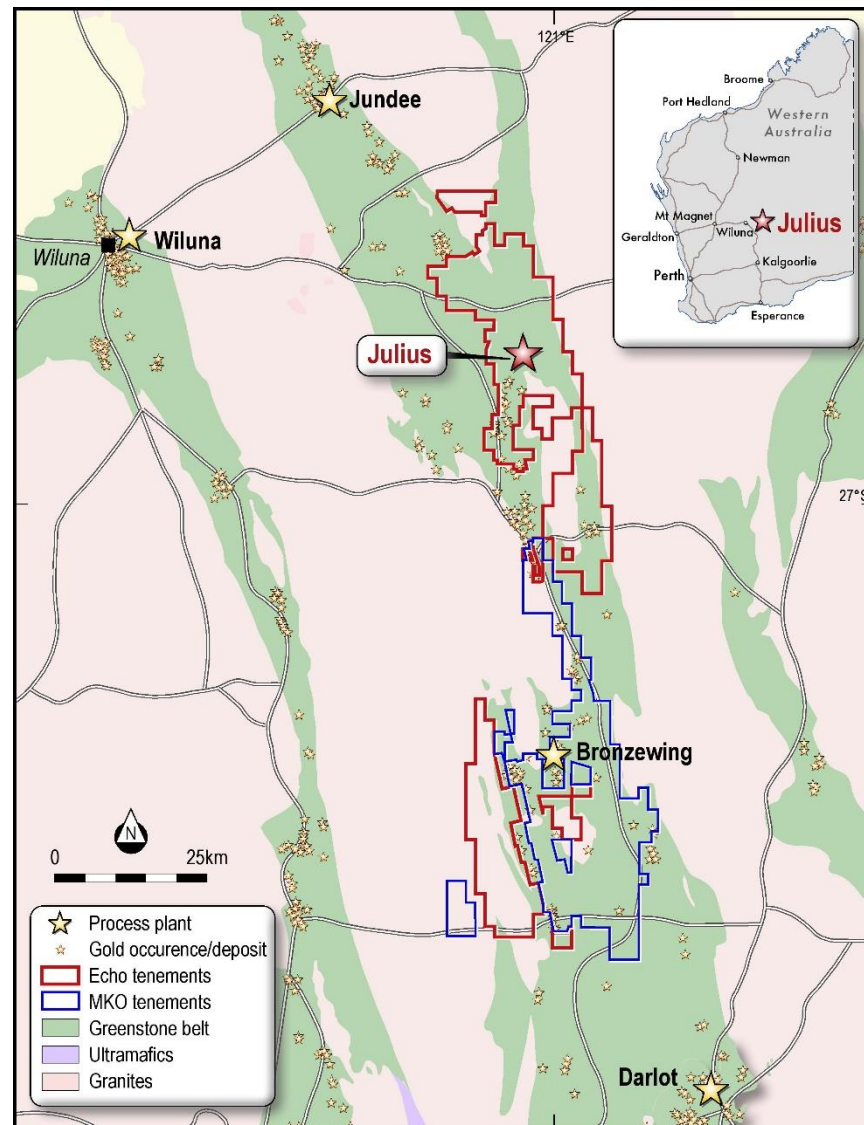 121°E
Jundee
Wiluna
Wiluna
Julius
27°S
Bronzewing
Darlot
Broome
Port Hedland
Western
Australia
Newman
Mt Magnet
Wiluna
Julius
Geraldton
Kalgoorlie
Perth
Esperance
N
0 25km
Process plant
Gold occurence/deposit
Echo tenements
MKO tenements
Greenstone belt
Ultramafics
Granites